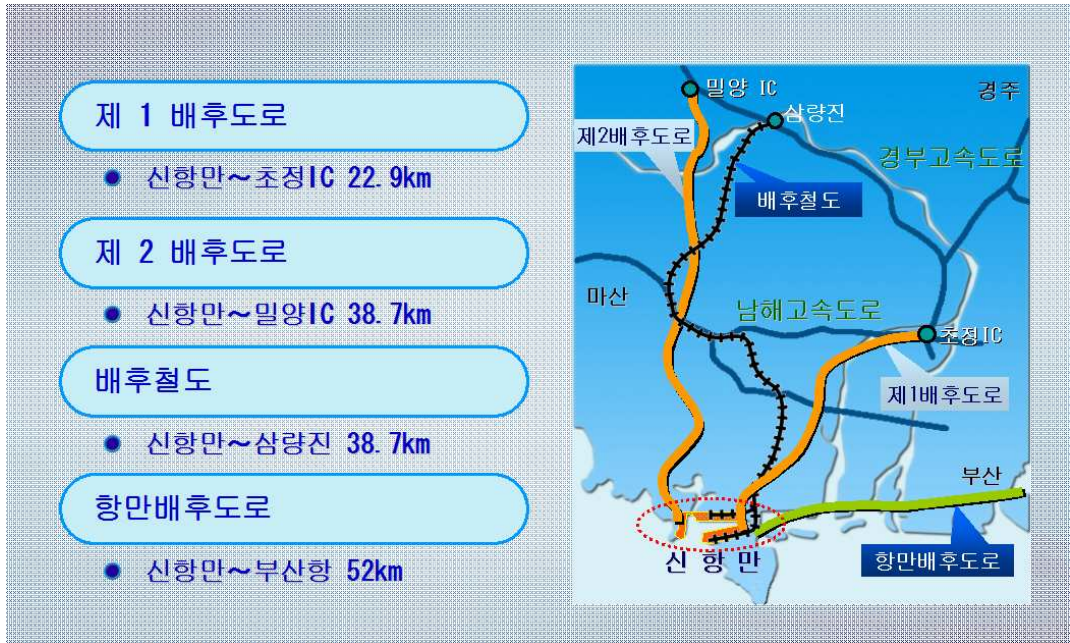 제 1 배후도로
신항만~초정IC 22.9km
제 2 배후도로
신항만~밀양IC 38.7km
배후철도
신항만~삼량진 38.7km
항만배후도로
신항만~부산항 52km
밀양 IC
경주
삼량진
제2배후도로
경부고속도로
배후철도
마산
남해고속도로
초정IC
제1배후도로
부산
신 항 만
항만배후도로